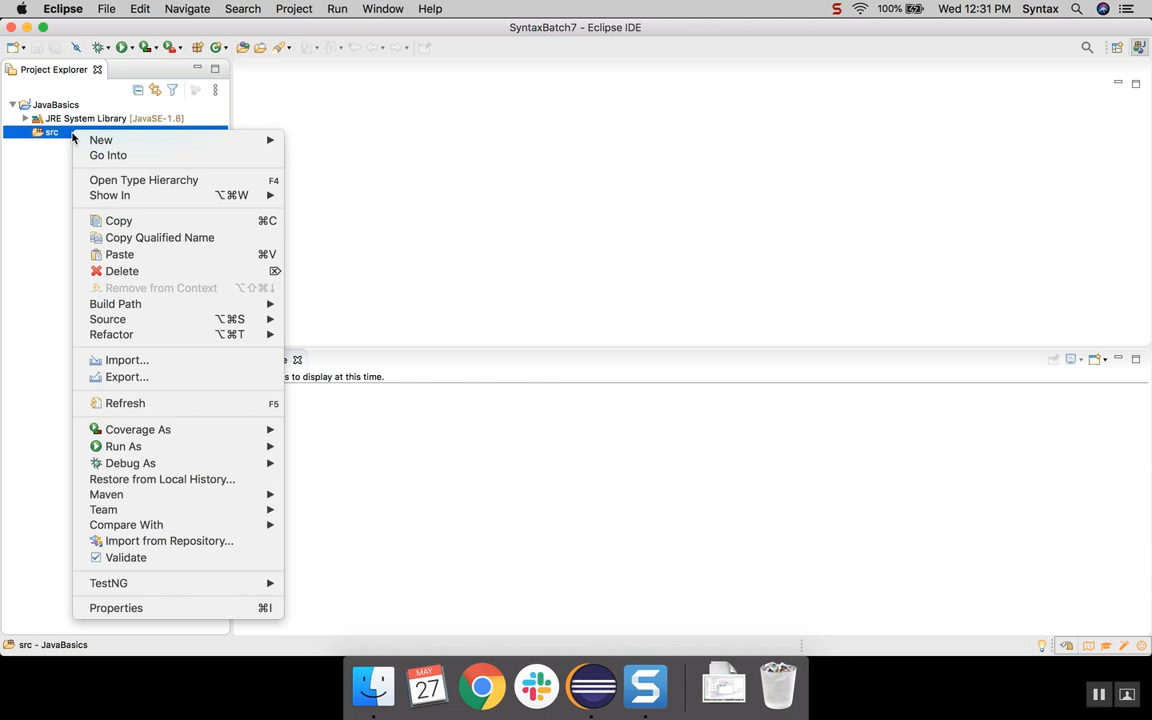 Eclipse File Edit Navigate Search Project Run Window Help S 100% Wed 12:31 PM Syntax
SyntaxBatch7 - Eclipse IDE
Project Explorer
JavaBasics
JRE System Library [JavaSE-1.8]
src
New
Go Into
Open Type Hierarchy F4
Show In ⌥⌘W
Copy ⌘C
Copy Qualified Name
Paste ⌘V
Delete ⌦
Remove from Context ⌥⇧⌘↓
Build Path
Source ⌥⌘S
Refactor ⌥⌘T
Import...
e
Export...
s to display at this time.
Refresh F5
Coverage As
Run As
Debug As
Restore from Local History...
Maven
Team
Compare With
Import from Repository...
Validate
TestNG
Properties ⌘I
src - JavaBasics
MAY
27
S